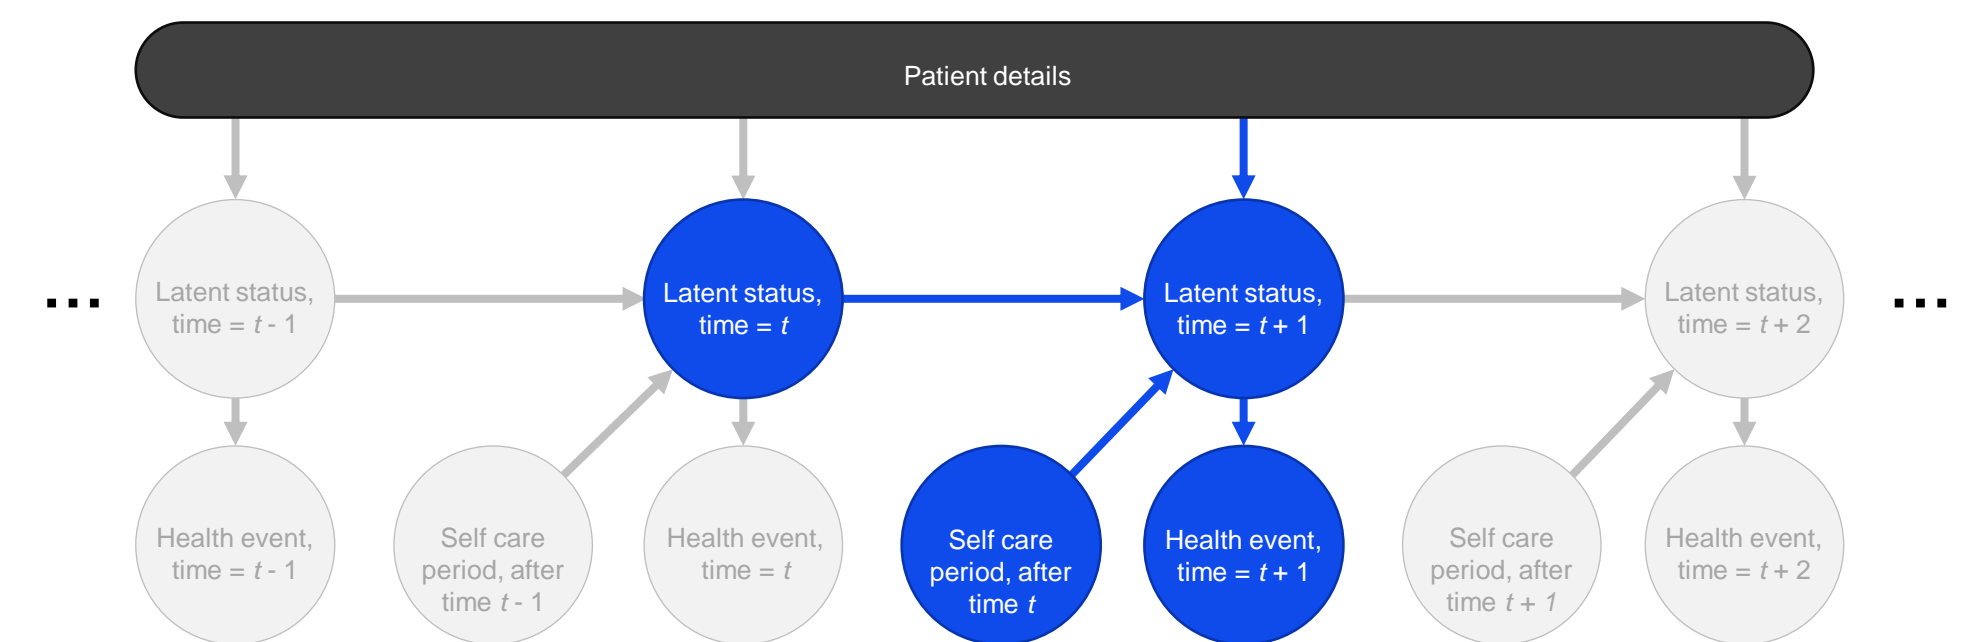 Patient details
...
Latent status,
time = t - 1
Latent status,
time = t
Latent status,
time = t + 1
Latent status,
time = t + 2
...
Health event,
time = t - 1
Self care
period, after
time t - 1
Health event,
time = t
Self care
period, after
time t
Health event,
time = t + 1
Self care
period, after
time t + 1
Health event,
time = t + 2